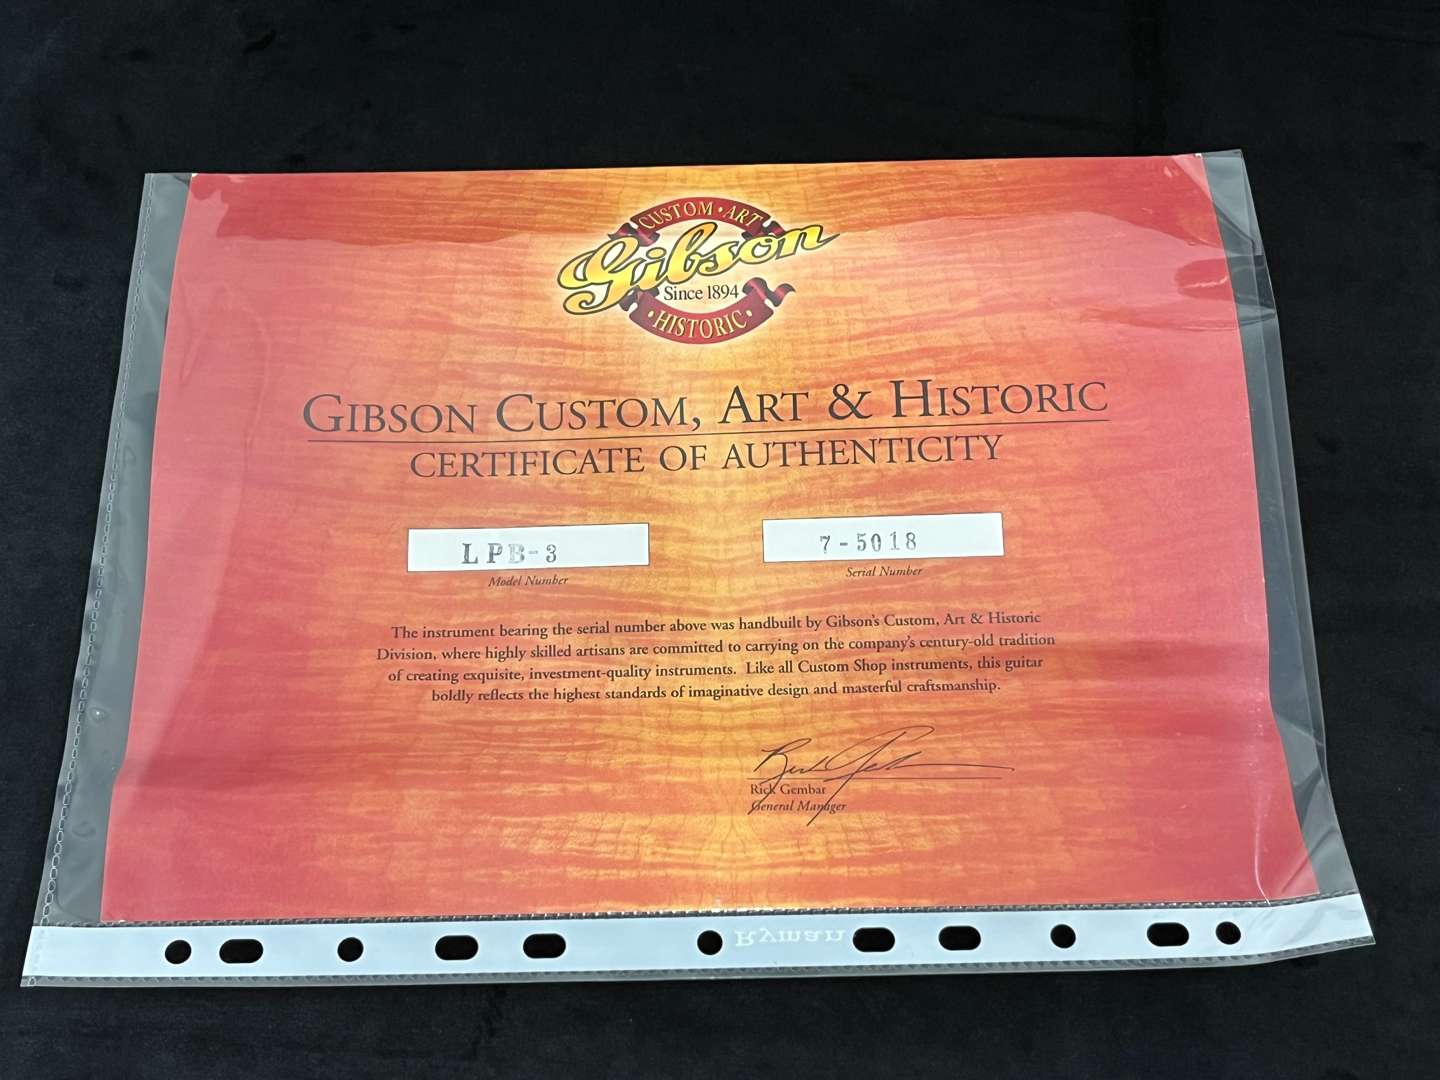 CUSTOM • ART
Gibson
Since 1894
• HISTORIC •
GIBSON CUSTOM, ART & HISTORIC
CERTIFICATE OF AUTHENTICITY
LPB-3
Model Number
7-5018
Serial Number
The instrument bearing the serial number above was handbuilt by Gibson's Custom, Art & Historic
Division, where highly skilled artisans are committed to carrying on the company's century-old tradition
of creating exquisite, investment-quality instruments. Like all Custom Shop instruments, this guitar
boldly reflects the highest standards of imaginative design and masterful craftsmanship.
Rick Gembar
General Manager
Ryman